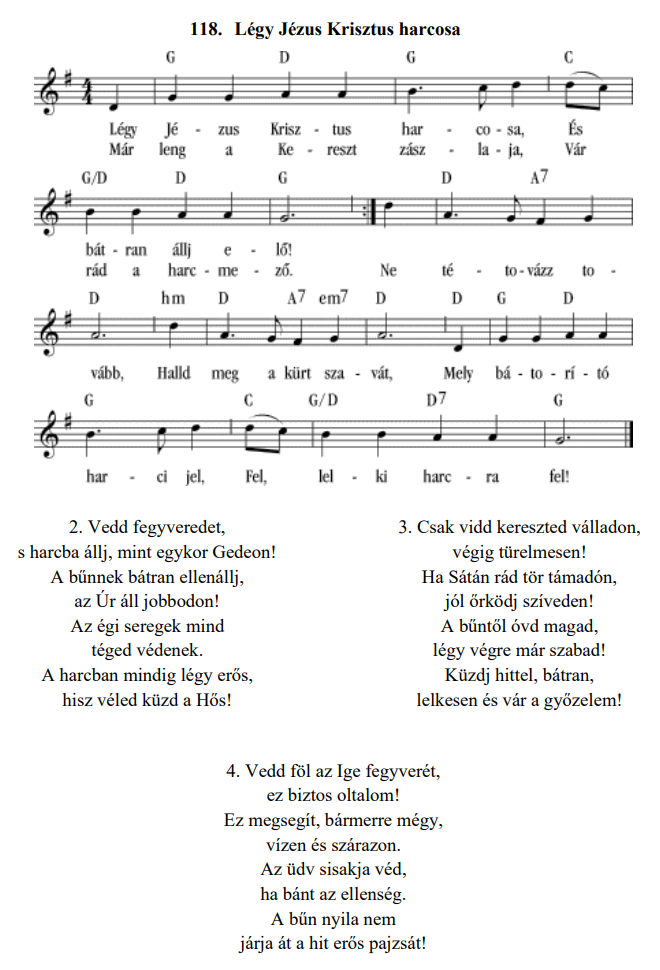 118. Légy Jézus Krisztus harcosa
G D G C
4
4
Légy Jé - zus Krisz - tus har - co - sa, És
Már leng a Ke - reszt zász - la - ja, Vár
G/D D G D A7
bát - ran állj e - lő!
rád a harc - me - ző. Ne té - to - vázz to -
D hm D A7 em7 D D G D
vább, Halld meg a kürt sza - vát, Mely bá - to - rí - tó
G C G/D D7 G
har - ci jel, Fel, lel - ki harc - ra fel!
2. Vedd fegyveredet,
s harcba állj, mint egykor Gedeon!
A bűnnek bátran ellenállj,
az Úr áll jobbodon!
Az égi seregek mind
téged védenek.
A harcban mindig légy erős,
hisz véled küzd a Hős!
3. Csak vidd kereszted válladon,
végig türelmesen!
Ha Sátán rád tör támadón,
jól őrködj szíveden!
A bűntől óvd magad,
légy végre már szabad!
Küzdj hittel, bátran,
lelkesen és vár a győzelem!
4. Vedd föl az Ige fegyverét,
ez biztos oltalom!
Ez megsegít, bármerre mégy,
vízen és szárazon.
Az üdv sisakja véd,
ha bánt az ellenség.
A bűn nyila nem
járja át a hit erős pajzsát!